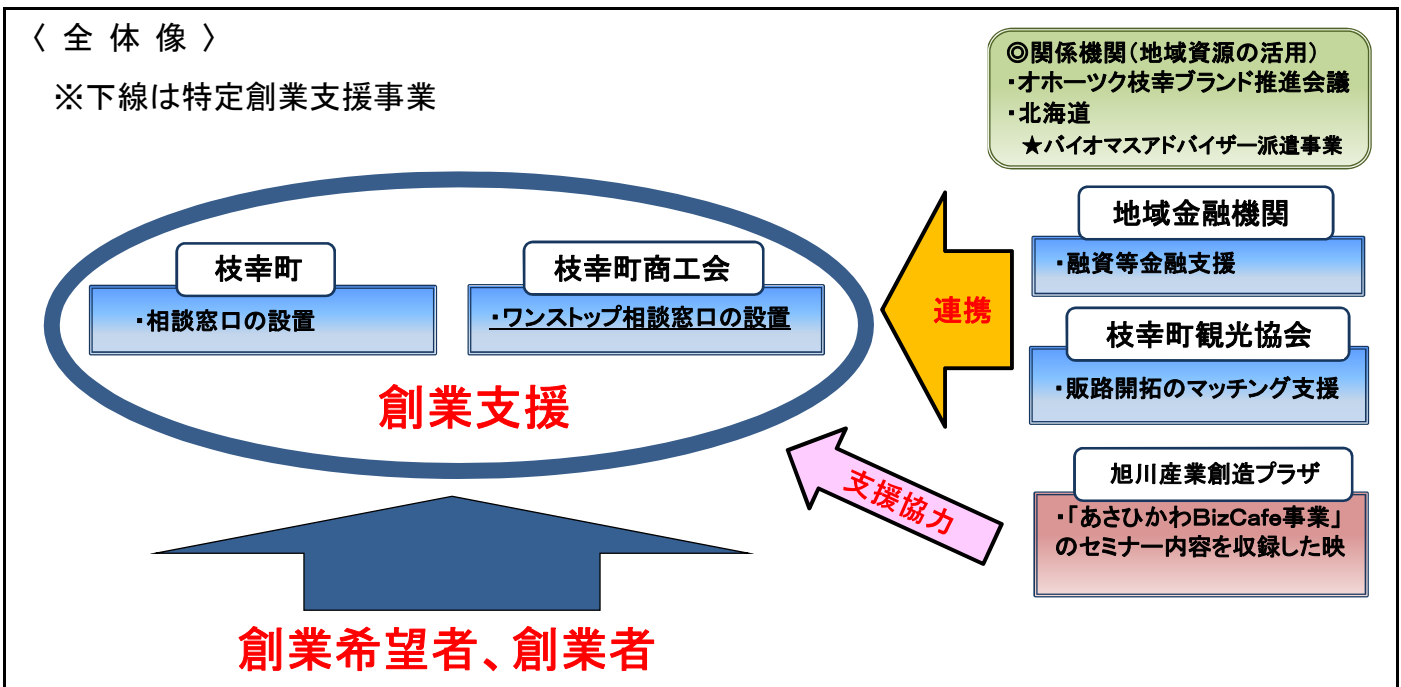 〈 全 体 像 〉
※下線は特定創業支援事業
◎関係機関（地域資源の活用）
・オホーツク枝幸ブランド推進会議
・北海道
★バイオマスアドバイザー派遣事業
枝幸町
・相談窓口の設置
枝幸町商工会
・ワンストップ相談窓口の設置
創業支援
連携
地域金融機関
・融資等金融支援
枝幸町観光協会
・販路開拓のマッチング支援
支援協力
旭川産業創造プラザ
・「あさひかわBizCafe事業」
のセミナー内容を収録した映
創業希望者、創業者